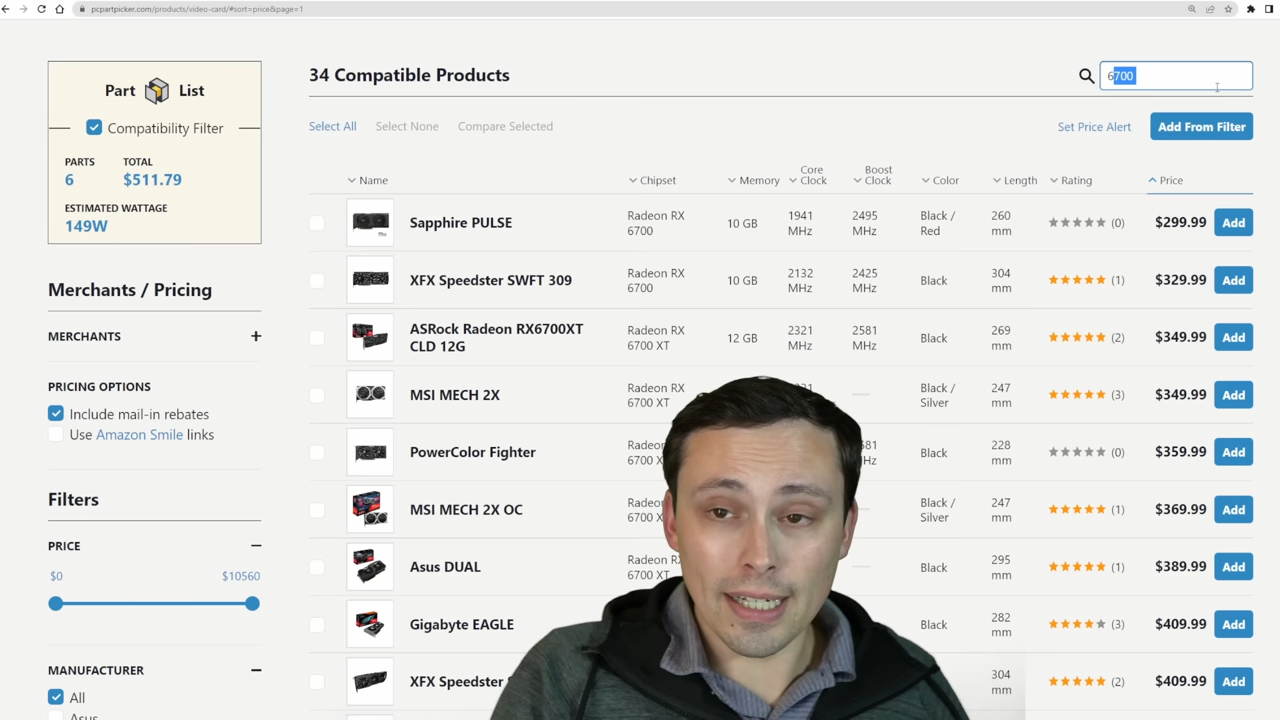 pcpartpicker.com/products/video-card/#sort=price&page=1
Part List
Compatibility Filter
PARTS TOTAL
6 $511.79
ESTIMATED WATTAGE
149W
Merchants / Pricing
MERCHANTS
PRICING OPTIONS
Include mail-in rebates
Use Amazon Smile links
Filters
PRICE
$0 $10560
MANUFACTURER
All
Asus
34 Compatible Products
6700
Select All Select None Compare Selected
Set Price Alert Add From Filter
Name Chipset Memory Core Clock Boost Clock Color Length Rating Price
Sapphire PULSE Radeon RX 6700 10 GB 1941 MHz 2495 MHz Black / Red 260 mm (0) $299.99 Add
XFX Speedster SWFT 309 Radeon RX 6700 10 GB 2132 MHz 2425 MHz Black 304 mm (1) $329.99 Add
ASRock Radeon RX6700XT CLD 12G Radeon RX 6700 XT 12 GB 2321 MHz 2581 MHz Black 269 mm (2) $349.99 Add
MSI MECH 2X Radeon RX 6700 XT Black / Silver 247 mm (3) $349.99 Add
PowerColor Fighter Radeon 6700 MHz Black 228 mm (0) $359.99 Add
MSI MECH 2X OC Radeon 6700 Black / Silver 247 mm (1) $369.99 Add
Asus DUAL Radeon 6700 XT Black 295 mm (1) $389.99 Add
Gigabyte EAGLE Black 282 mm (3) $409.99 Add
XFX Speedster 304 mm (2) $409.99 Add